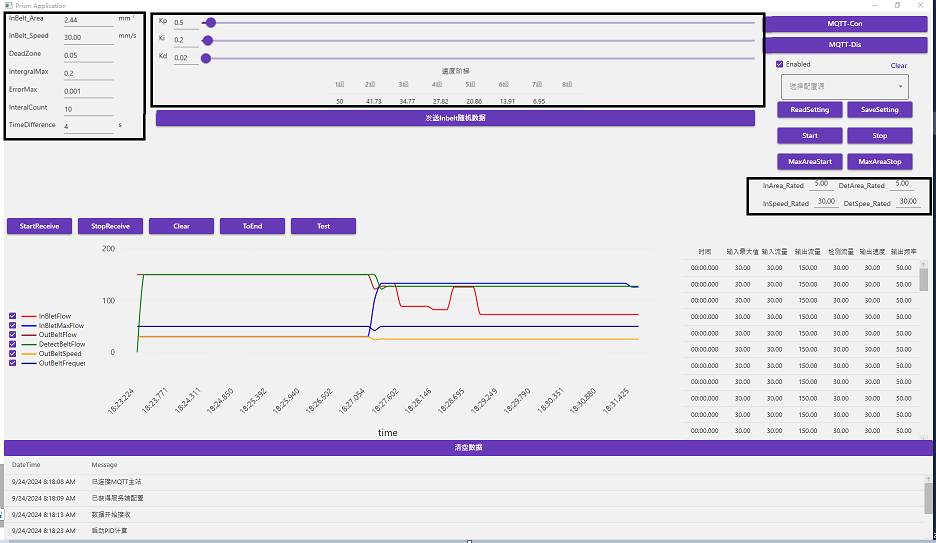 Prism Application
InBelt_Area 2.44 mm²
InBelt_Speed 30.00 mm/s
DeadZone 0.05
IntergralMax 0.2
ErrorMax 0.001
InteralCount 10
TimeDifference 4 s
Kp 0.5
Ki 0.2
Kd 0.02
速度阶梯
1级 2级 3级 4级 5级 6级 7级 8级
50 41.73 34.77 27.82 20.86 13.91 6.95
发送Inbelt随机数据
MQTT-Con
MQTT-Dis
Enabled Clear
选择配置源
ReadSetting SaveSetting
Start Stop
MaxAreaStart MaxAreaStop
InArea_Rated 5.00 DetArea_Rated 5.00
InSpeed_Rated 30.00 DetSpee_Rated 30.00
StartReceive StopReceive Clear ToEnd Test
200
100
0
InBletFlow
InBletMaxFlow
OutBeltFlow
DetectBeltFlow
OutBeltSpeed
OutBeltFrequer
18:23.224 18:23.771 18:24.311 18:24.850 18:25.392 18:25.940 18:26.502 18:27.054 18:27.602 18:28.146 18:28.695 18:29.249 18:29.790 18:30.351 18:30.880 18:31.425
time
时间 输入最大值 输入流量 输出流量 检测流量 输出速度 输出频率
00:00.000 30.00 30.00 150.00 30.00 30.00 50.00
00:00.000 30.00 30.00 150.00 30.00 30.00 50.00
00:00.000 30.00 30.00 150.00 30.00 30.00 50.00
00:00.000 30.00 30.00 150.00 30.00 30.00 50.00
00:00.000 30.00 30.00 150.00 30.00 30.00 50.00
00:00.000 30.00 30.00 150.00 30.00 30.00 50.00
00:00.000 30.00 30.00 150.00 30.00 30.00 50.00
00:00.000 30.00 30.00 150.00 30.00 30.00 50.00
00:00.000 30.00 30.00 150.00 30.00 30.00 50.00
00:00.000 30.00 30.00 150.00 30.00 30.00 50.00
00:00.000 30.00 30.00 150.00 30.00 30.00 50.00
清空数据
DateTime Message
9/24/2024 8:18:08 AM 已连接MQTT主站
9/24/2024 8:18:09 AM 已获得服务端配置
9/24/2024 8:18:13 AM 数据开始接收
9/24/2024 8:18:23 AM 启动PID计算